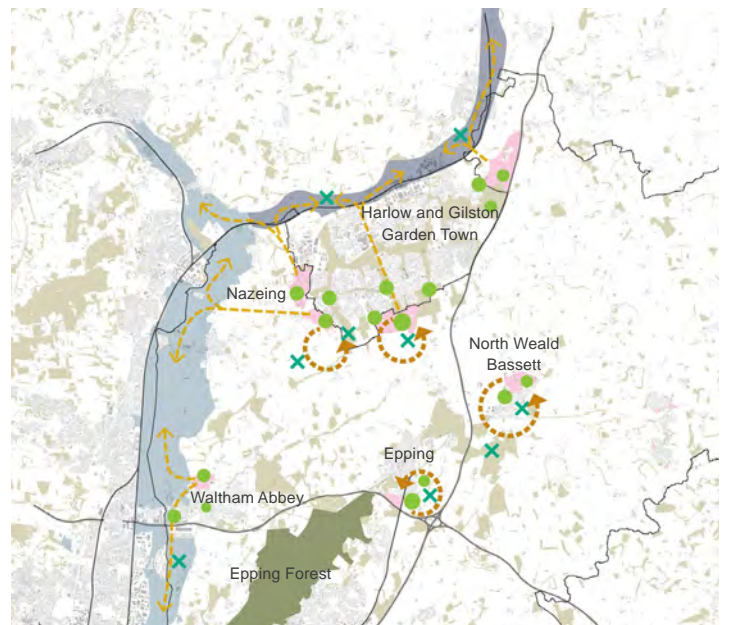 Harlow and Gilston
Garden Town
Nazeing
North Weald
Bassett
Epping
Waltham Abbey
Epping Forest